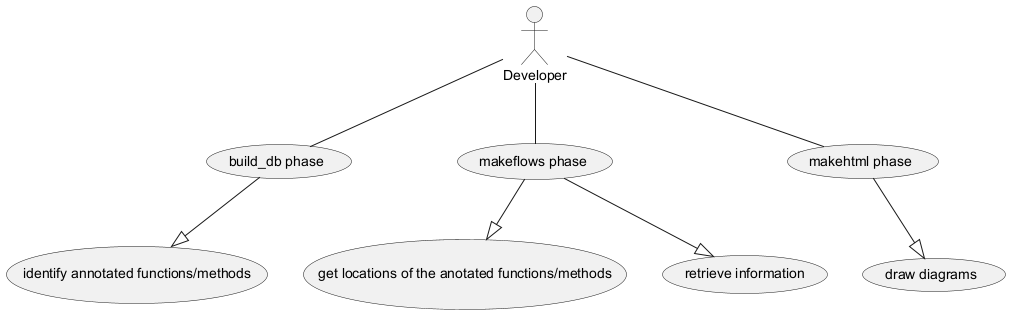 Developer
build_db phase
makeflows phase
makehtml phase
identify annotated functions/methods
get locations of the anotated functions/methods
retrieve information
draw diagrams